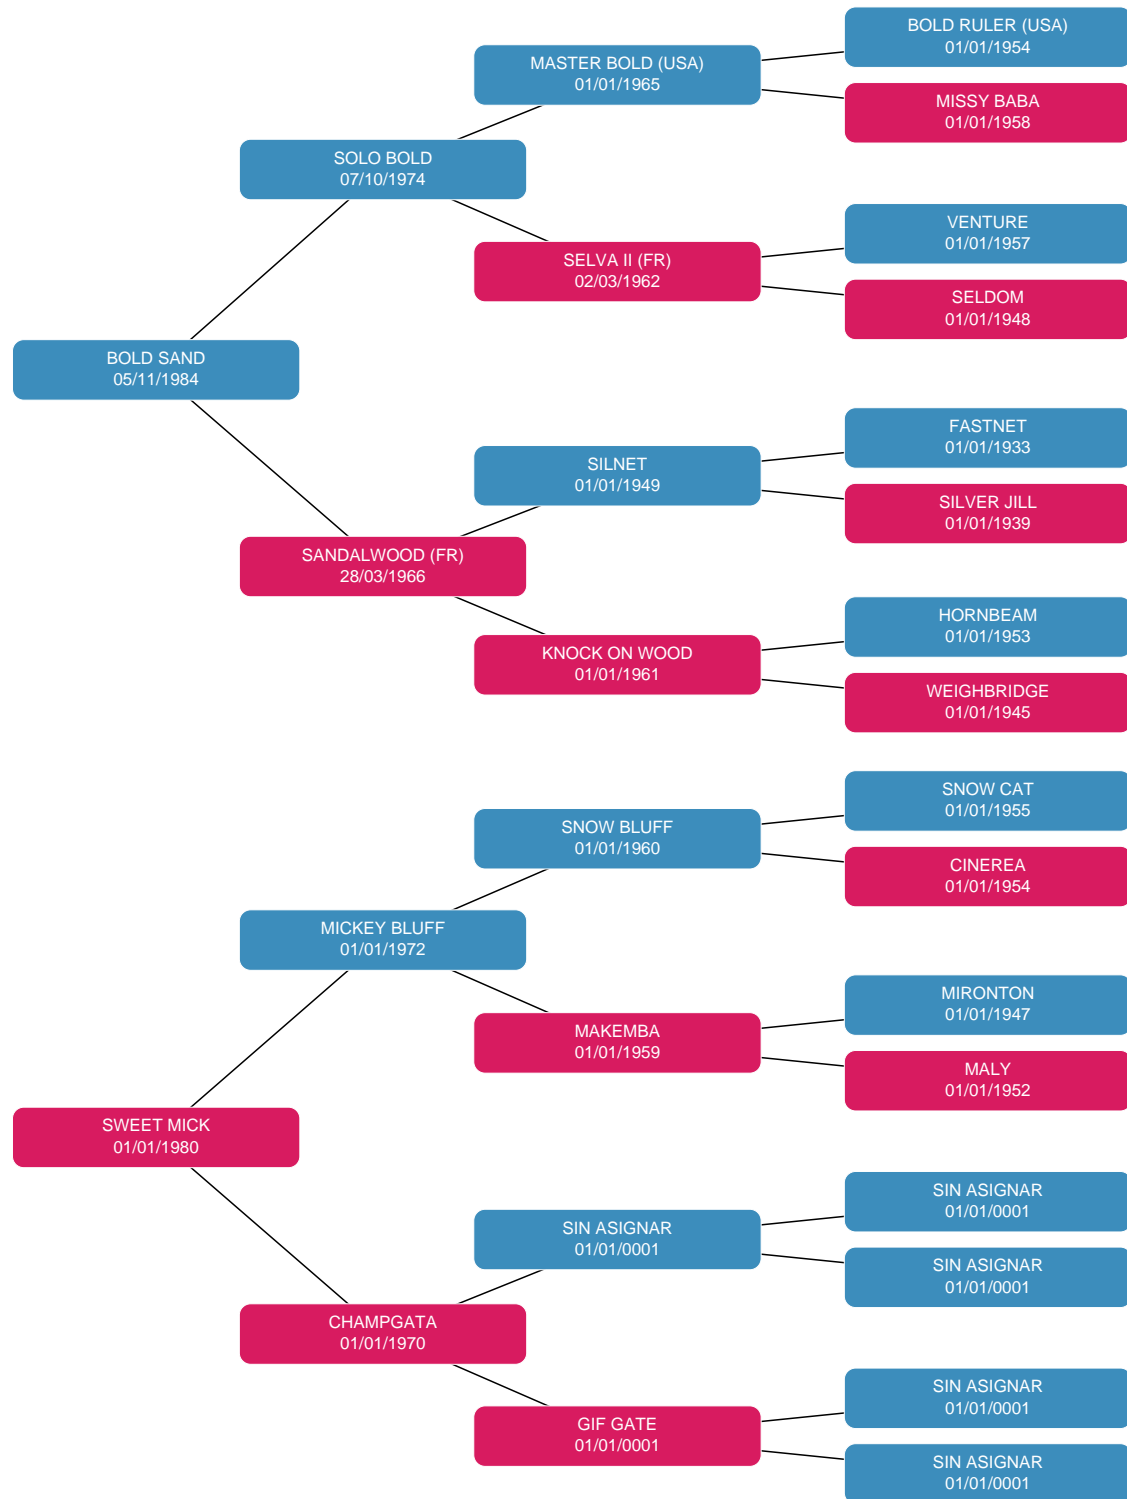 BOLD RULER (USA)
01/01/1954
MASTER BOLD (USA)
01/01/1965
MISSY BABA
01/01/1958
SOLO BOLD
07/10/1974
VENTURE
01/01/1957
SELVA II (FR)
02/03/1962
SELDOM
01/01/1948
BOLD SAND
05/11/1984
FASTNET
01/01/1933
SILNET
01/01/1949
SILVER JILL
01/01/1939
SANDALWOOD (FR)
28/03/1966
HORNBEAM
01/01/1953
KNOCK ON WOOD
01/01/1961
WEIGHBRIDGE
01/01/1945
SNOW CAT
01/01/1955
SNOW BLUFF
01/01/1960
CINEREA
01/01/1954
MICKEY BLUFF
01/01/1972
MIRONTON
01/01/1947
MAKEMBA
01/01/1959
MALY
01/01/1952
SWEET MICK
01/01/1980
SIN ASIGNAR
01/01/0001
SIN ASIGNAR
01/01/0001
SIN ASIGNAR
01/01/0001
CHAMPGATA
01/01/1970
SIN ASIGNAR
01/01/0001
GIF GATE
01/01/0001
SIN ASIGNAR
01/01/0001